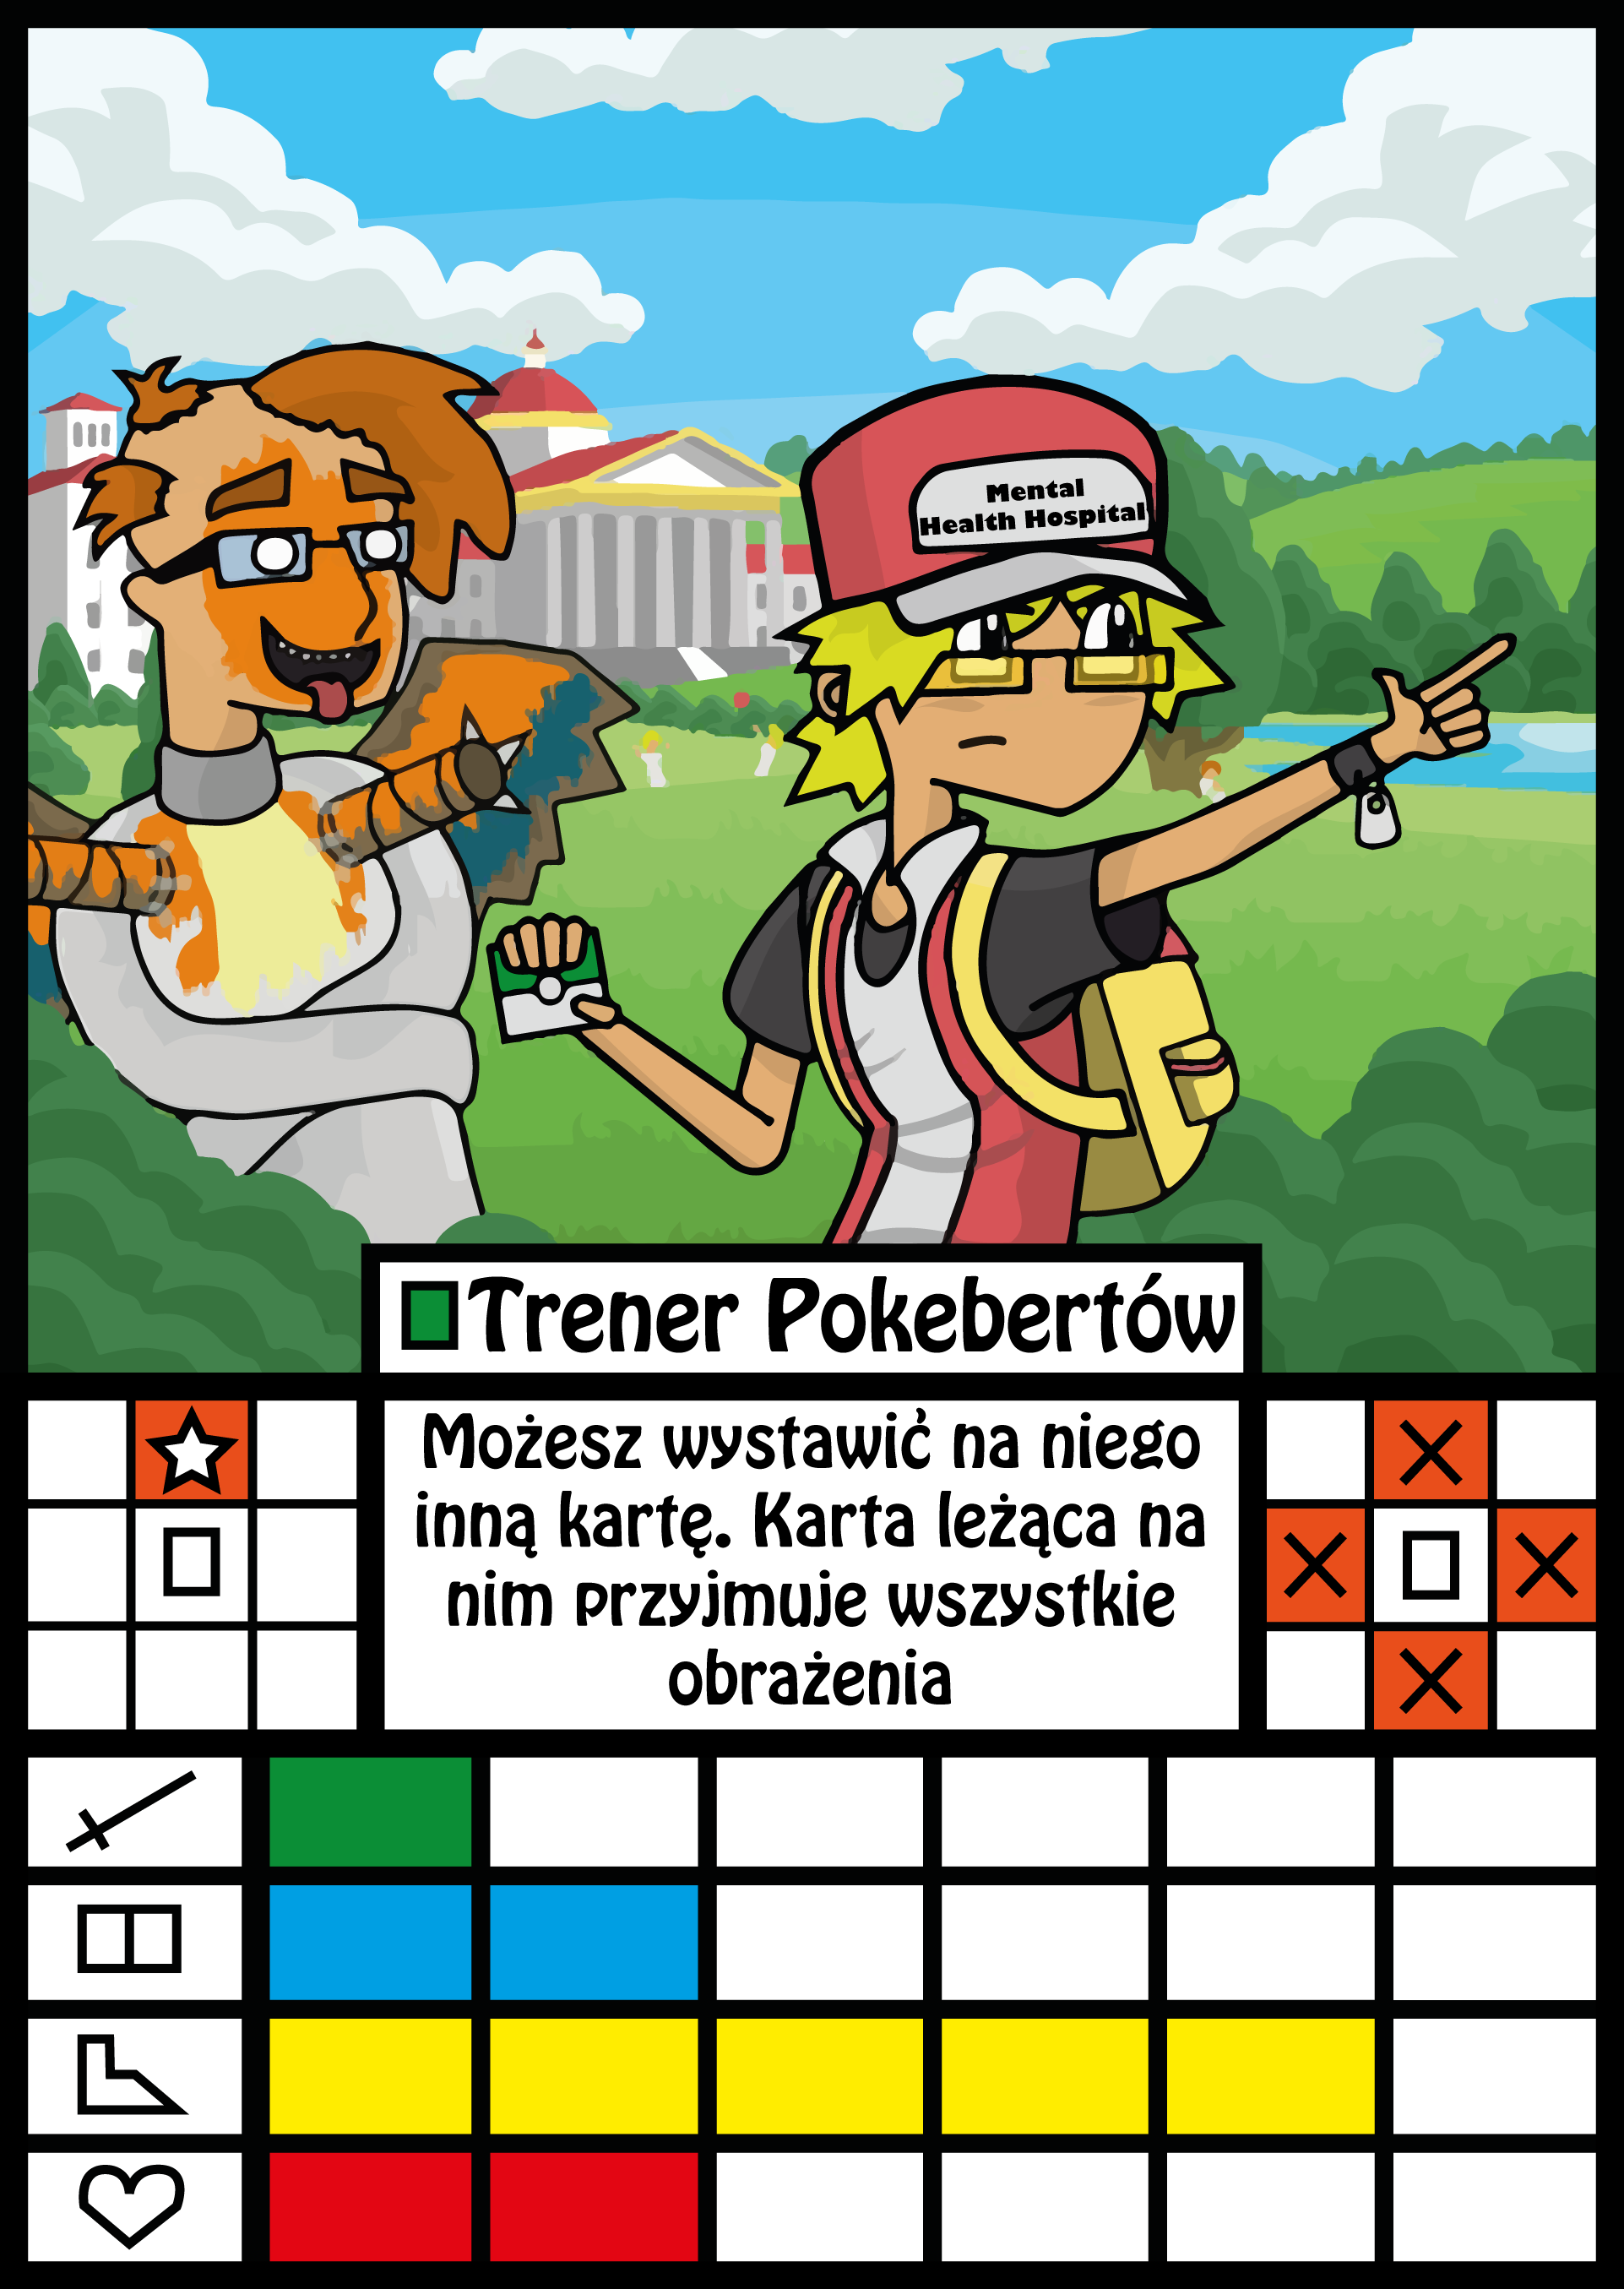 Mental
Health Hospital
Trener Pokebertów
Możesz wystawić na niego
inną kartę. Karta leżąca na
nim przyjmuje wszystkie
obrażenia